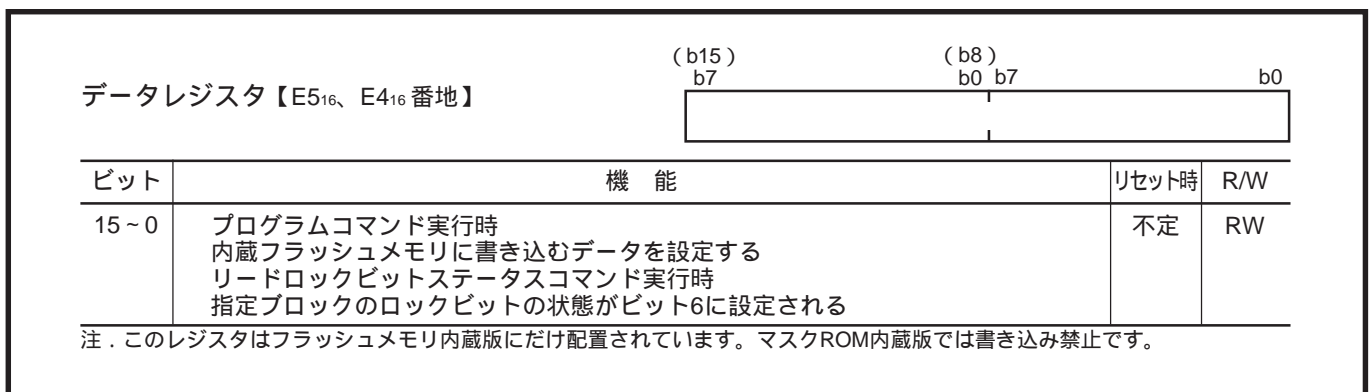 (b15) (b8)
b7 b0 b7 b0
データレジスタ【E5₁₆、E4₁₆ 番地】
ビット 機 能 リセット時 R/W
15~0 プログラムコマンド実行時 不定 RW
内蔵フラッシュメモリに書き込むデータを設定する
リードロックビットステータスコマンド実行時
指定ブロックのロックビットの状態がビット6に設定される
注.このレジスタはフラッシュメモリ内蔵版にだけ配置されています。マスクROM内蔵版では書き込み禁止です。